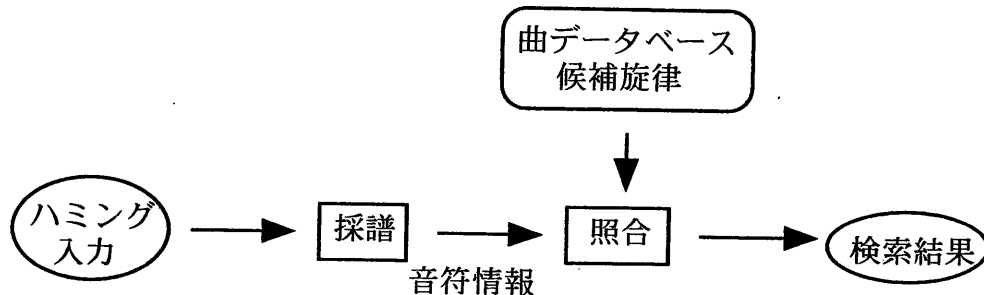 曲データベース
候補旋律
ハミング
入力
採譜
音符情報
照合
検索結果